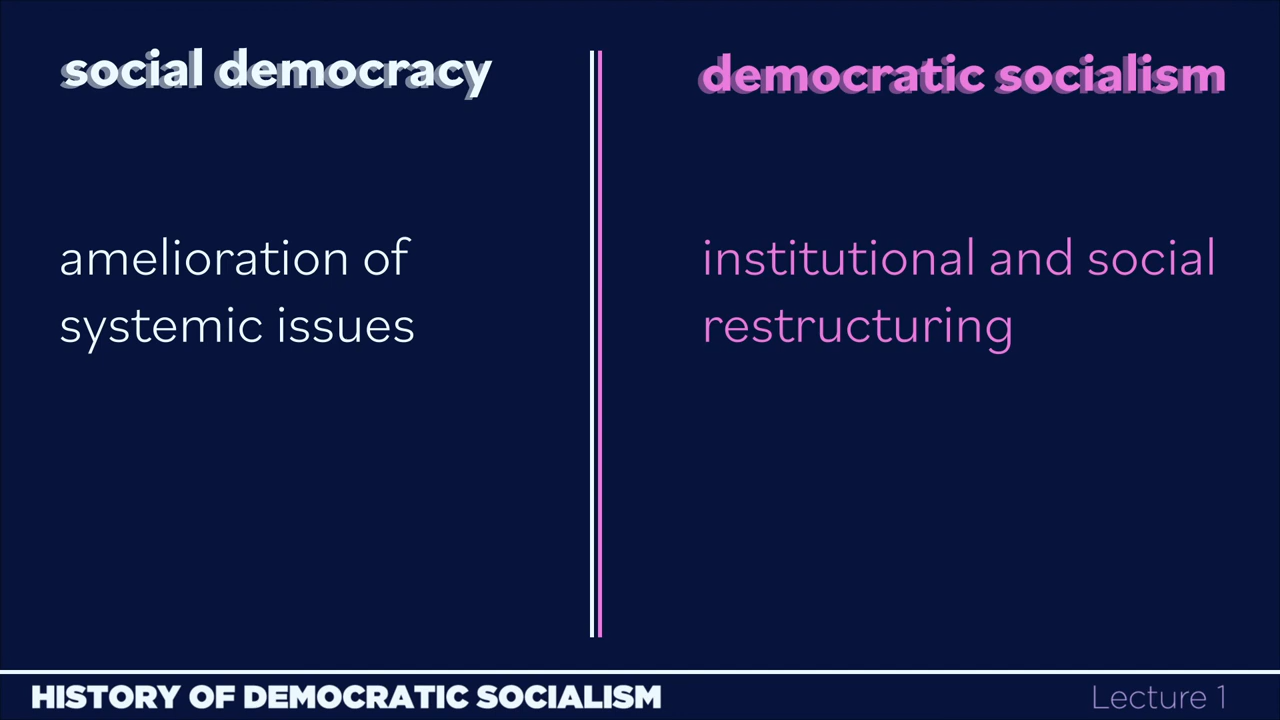 social democracy
amelioration of
systemic issues
democratic socialism
institutional and social
restructuring
HISTORY OF DEMOCRATIC SOCIALISM
Lecture 1